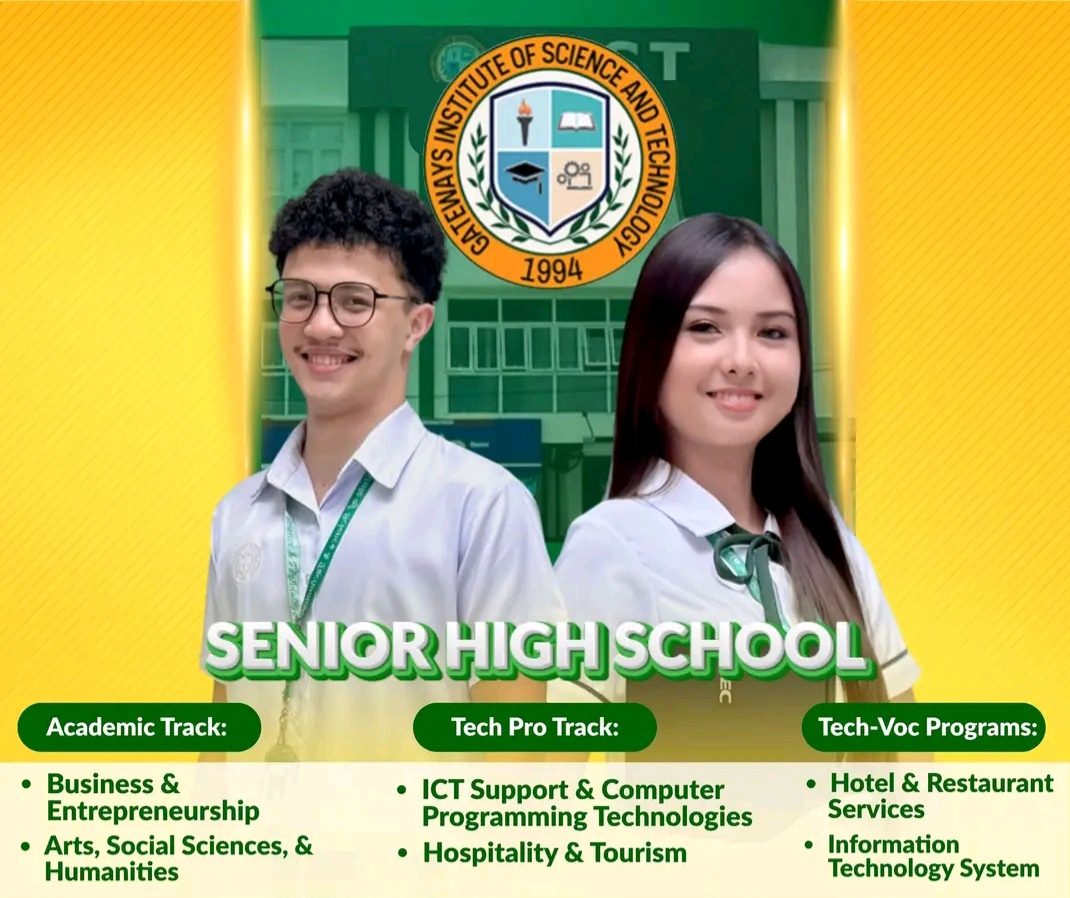 GATEWAYS INSTITUTE OF SCIENCE AND TECHNOLOGY
1994
SENIOR HIGH SCHOOL
Academic Track:
• Business &
Entrepreneurship
• Arts, Social Sciences, &
Humanities
Tech Pro Track:
• ICT Support & Computer
Programming Technologies
• Hospitality & Tourism
Tech-Voc Programs:
• Hotel & Restaurant
Services
• Information
Technology System